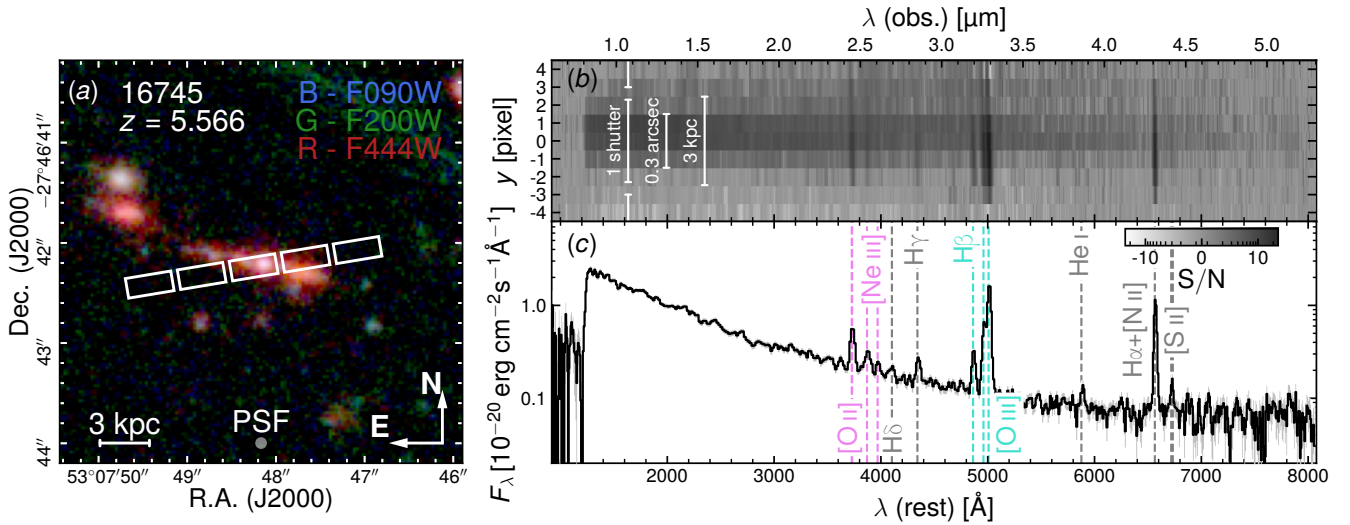 (a) 16745
z = 5.566
B - F090W
G - F200W
R - F444W
−27°46′41″
42″
43″
44″
Dec. (J2000)
3 kpc
PSF
N
E
53°07′50″ 49″ 48″ 47″ 46″
R.A. (J2000)
λ (obs.) [μm]
1.0 1.5 2.0 2.5 3.0 3.5 4.0 4.5 5.0
(b)
4
3
2
1
0
-1
-2
-3
-4
y [pixel]
1 shutter
0.3 arcsec
3 kpc
(c)
[O II]
[Ne III]
Hδ
Hγ
Hβ
[O III]
He I
Hα+[N II]
[S II]
-10 0 10
S/N
1.0
0.1
Fλ [10⁻²⁰ erg cm⁻²s⁻¹Å⁻¹]
2000 3000 4000 5000 6000 7000 8000
λ (rest) [Å]